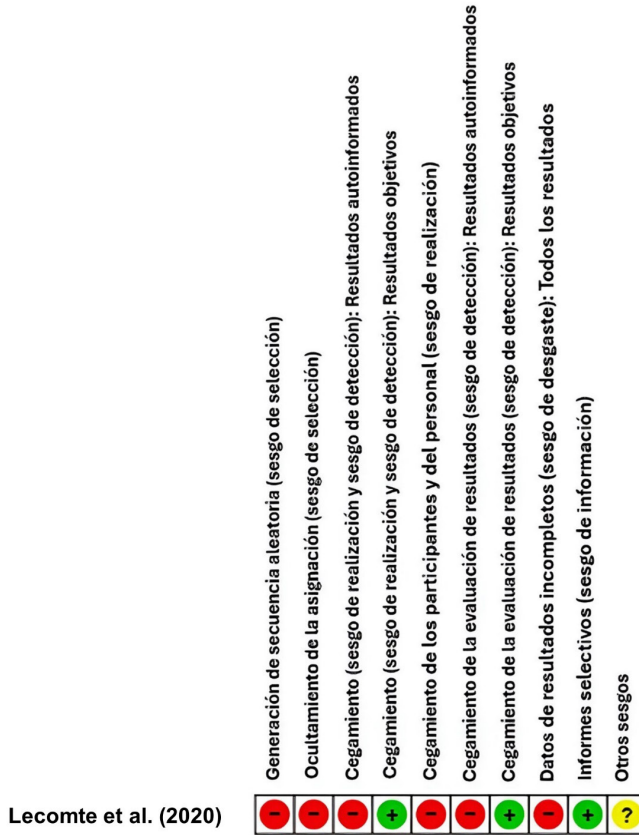 Generación de secuencia aleatoria (sesgo de selección)
Ocultamiento de la asignación (sesgo de selección)
Cegamiento (sesgo de realización y sesgo de detección): Resultados autoinformados
Cegamiento (sesgo de realización y sesgo de detección): Resultados objetivos
Cegamiento de los participantes y del personal (sesgo de realización)
Cegamiento de la evaluación de resultados (sesgo de detección): Resultados autoinformados
Cegamiento de la evaluación de resultados (sesgo de detección): Resultados objetivos
Datos de resultados incompletos (sesgo de desgaste): Todos los resultados
Informes selectivos (sesgo de información)
Otros sesgos
Lecomte et al. (2020) - - - + - - + - + ?